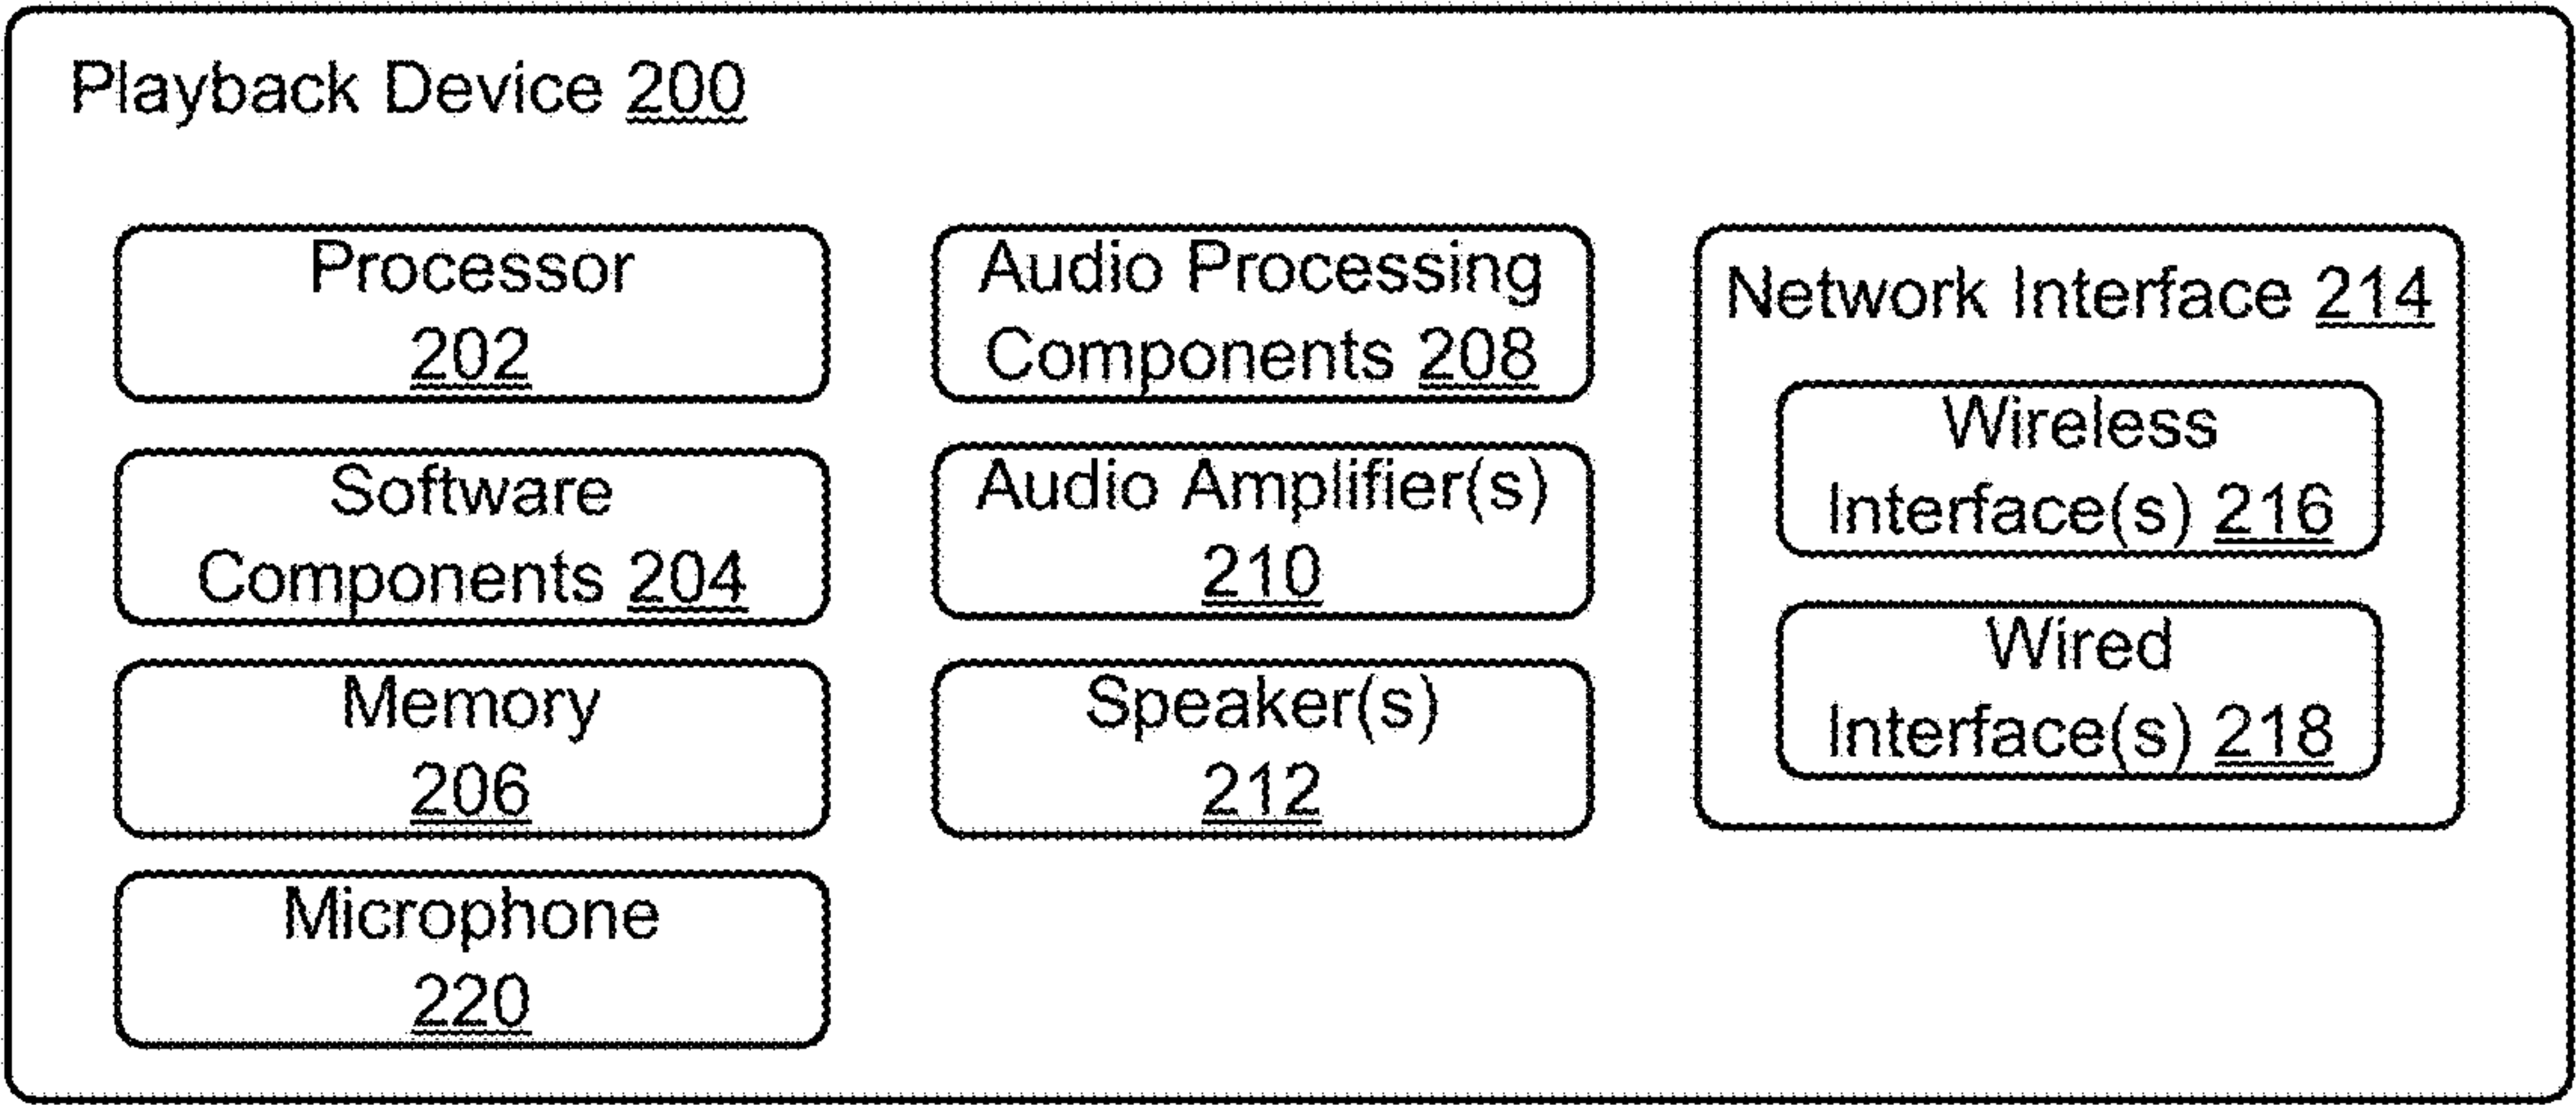 Playback Device 200
Processor
202
Software
Components 204
Memory
206
Microphone
220
Audio Processing
Components 208
Audio Amplifier(s)
210
Speaker(s)
212
Network Interface 214
Wireless
Interface(s) 216
Wired
Interface(s) 218